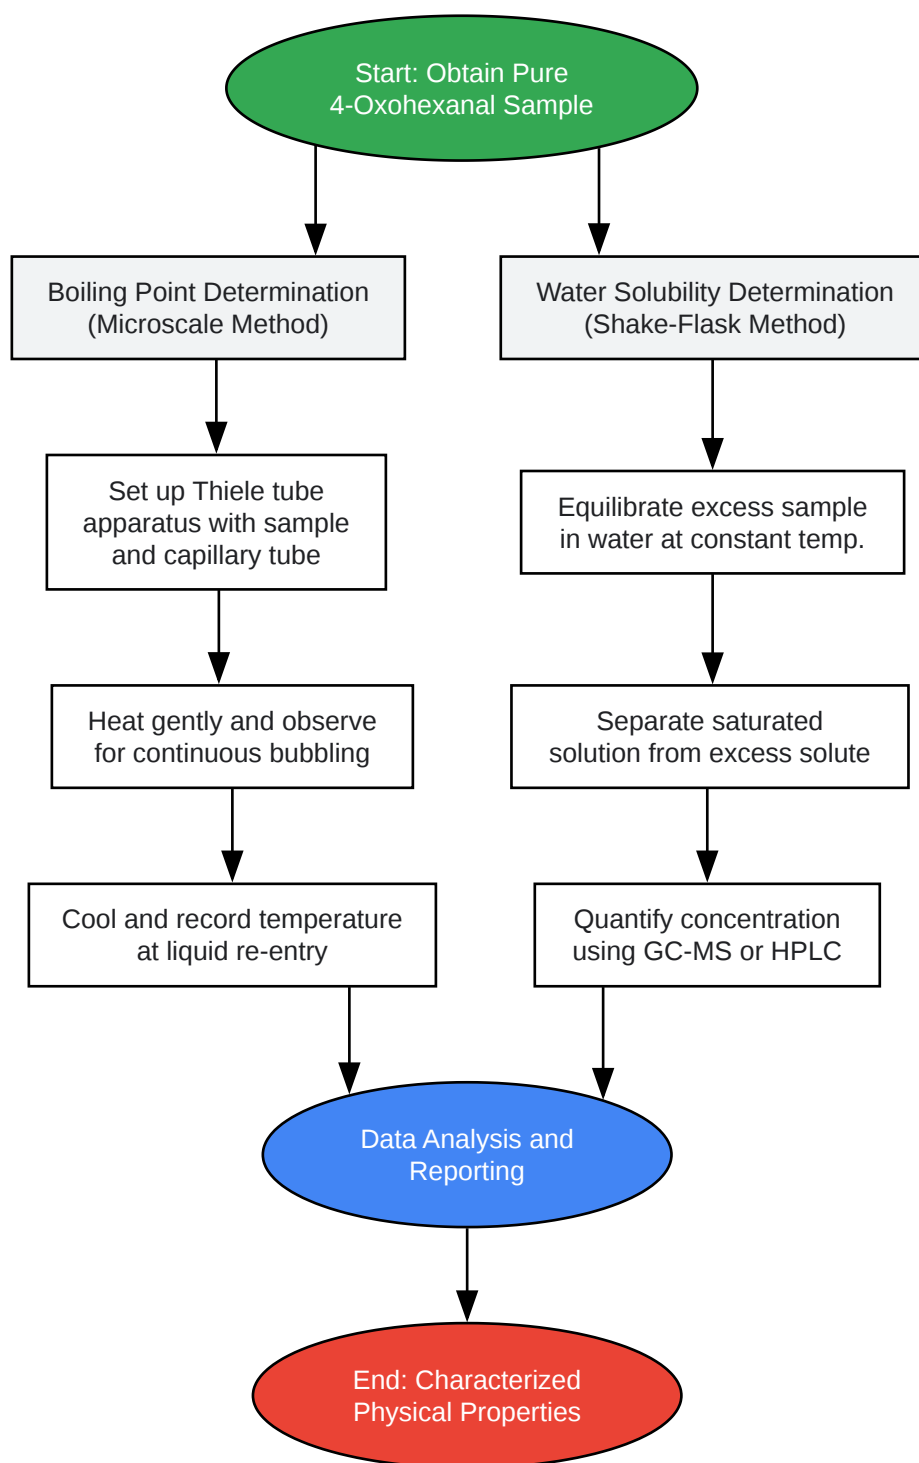 Start: Obtain Pure
4-Oxohexanal Sample
Boiling Point Determination
(Microscale Method)
Water Solubility Determination
(Shake-Flask Method)
Set up Thiele tube
apparatus with sample
and capillary tube
Equilibrate excess sample
in water at constant temp.
Heat gently and observe
for continuous bubbling
Separate saturated
solution from excess solute
Cool and record temperature
at liquid re-entry
Quantify concentration
using GC-MS or HPLC
Data Analysis and
Reporting
End: Characterized
Physical Properties